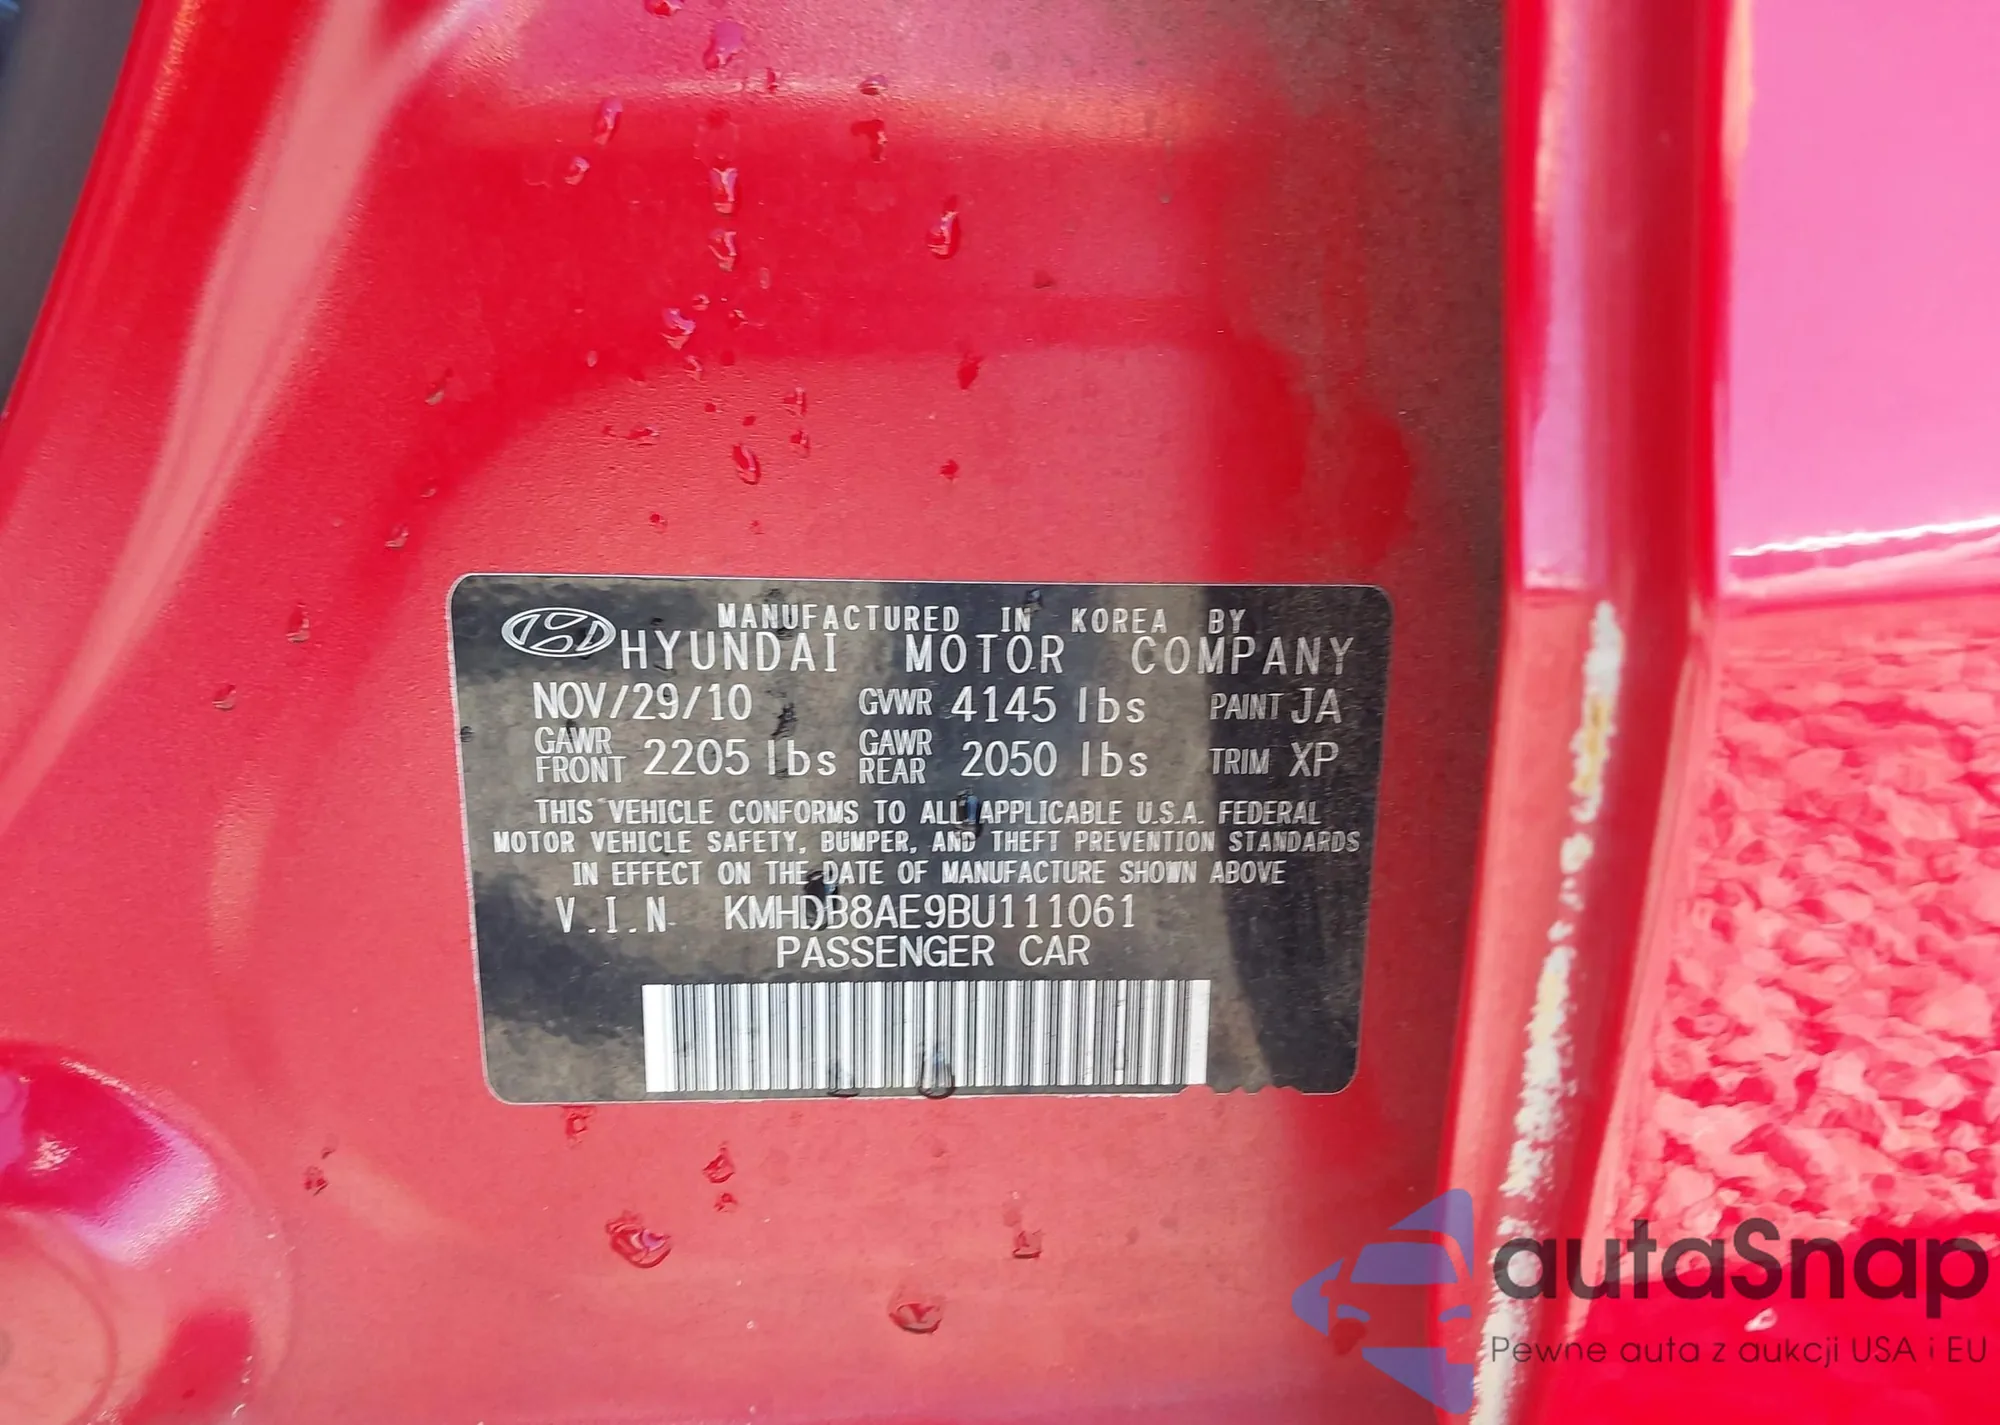 MANUFACTURED IN KOREA BY
HYUNDAI MOTOR COMPANY
NOV/29/10 GVWR 4145 lbs PAINT JA
GAWR FRONT 2205 lbs GAWR REAR 2050 lbs TRIM XP
THIS VEHICLE CONFORMS TO ALL APPLICABLE U.S.A. FEDERAL
MOTOR VEHICLE SAFETY, BUMPER, AND THEFT PREVENTION STANDARDS
IN EFFECT ON THE DATE OF MANUFACTURE SHOWN ABOVE
V.I.N. KMHDB8AE9BU111061
PASSENGER CAR
autaSnap
Pewne auta z aukcji USA i EU